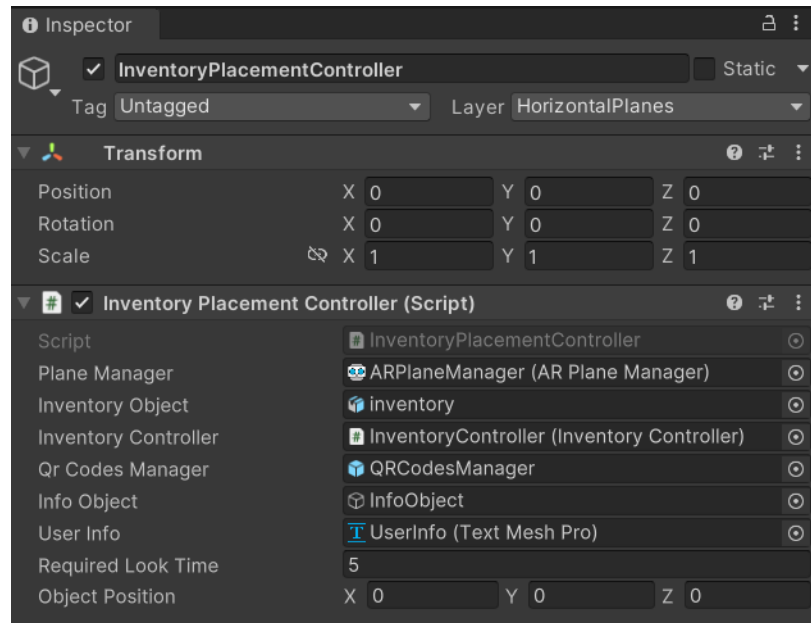 Inspector
InventoryPlacementController Static
Tag Untagged Layer HorizontalPlanes
Transform
Position X 0 Y 0 Z 0
Rotation X 0 Y 0 Z 0
Scale X 1 Y 1 Z 1
# Inventory Placement Controller (Script)
Script # InventoryPlacementController
Plane Manager ARPlaneManager (AR Plane Manager)
Inventory Object inventory
Inventory Controller # InventoryController (Inventory Controller)
Qr Codes Manager QRCodesManager
Info Object InfoObject
User Info T UserInfo (Text Mesh Pro)
Required Look Time 5
Object Position X 0 Y 0 Z 0